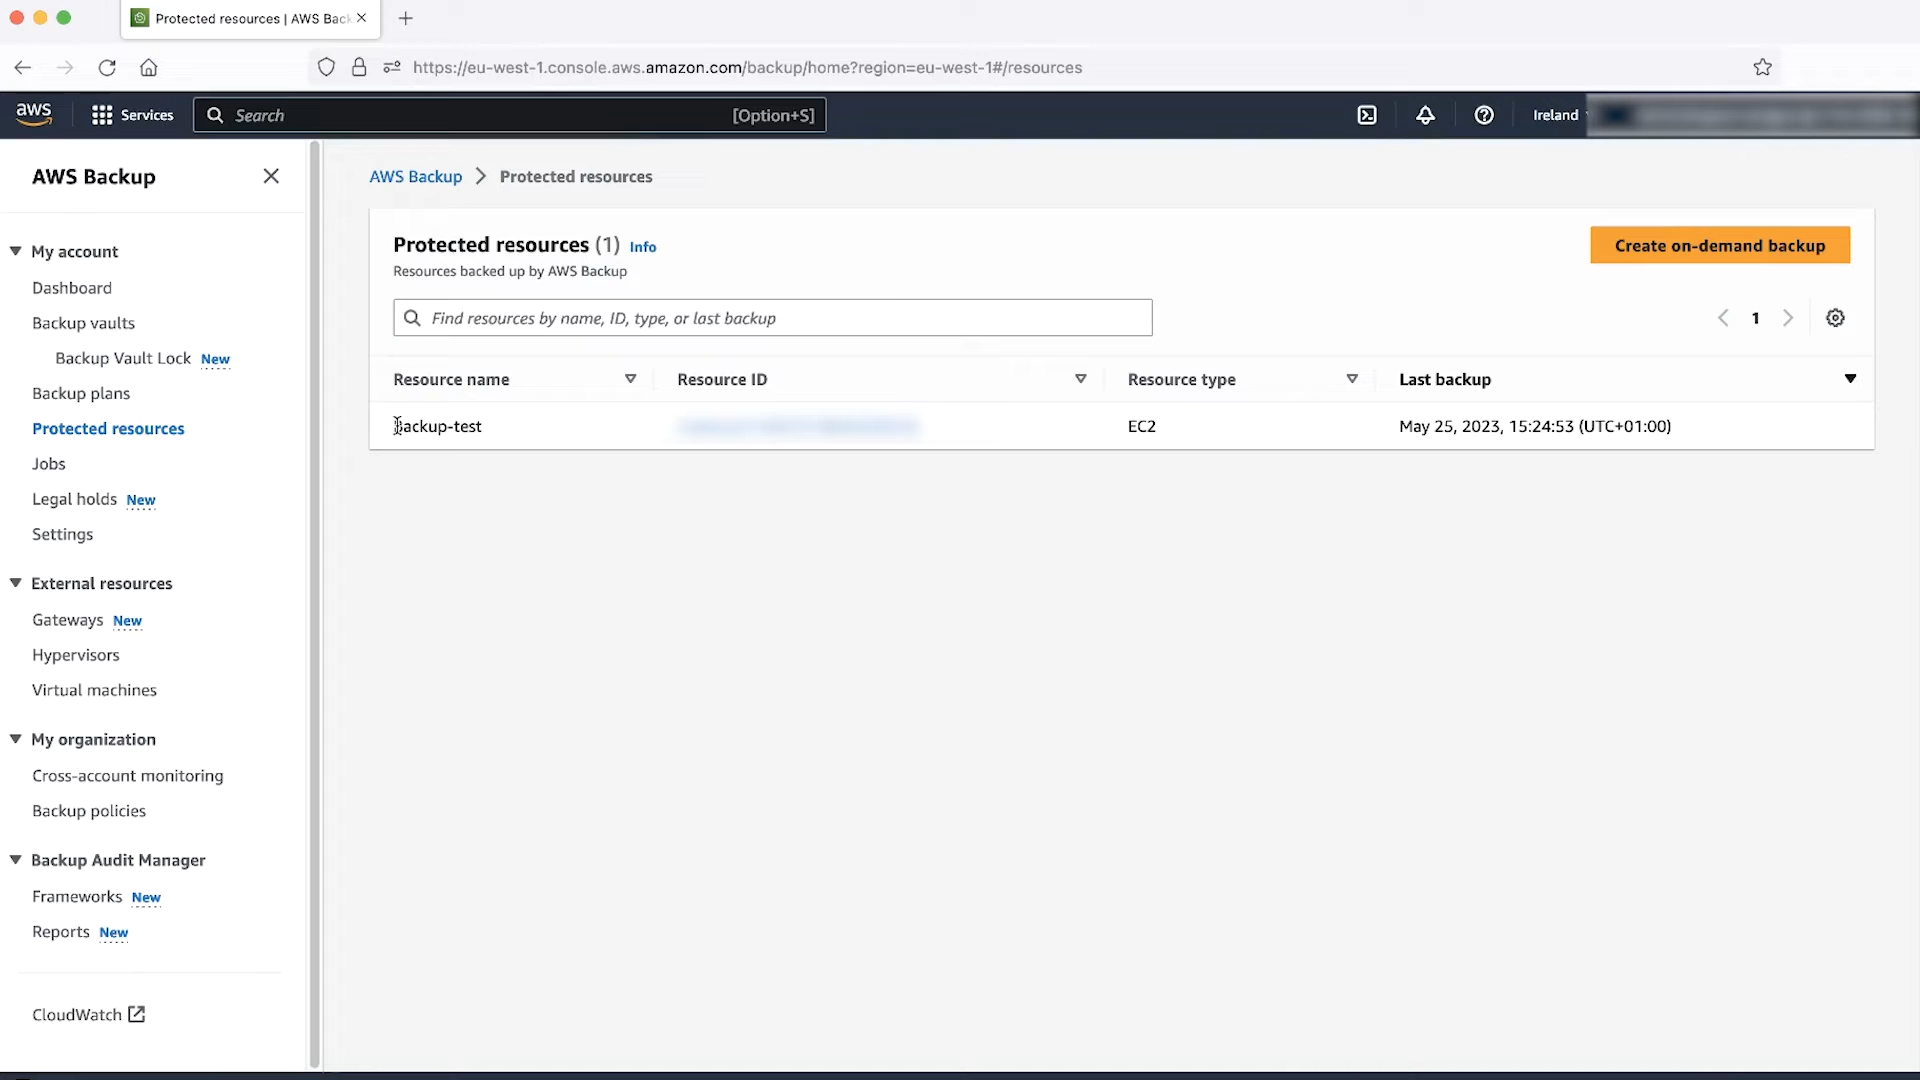 Protected resources | AWS Back
https://eu-west-1.console.aws.amazon.com/backup/home?region=eu-west-1#/resources
aws
Services
Search
[Option+S]
Ireland
AWS Backup
My account
Dashboard
Backup vaults
Backup Vault Lock New
Backup plans
Protected resources
Jobs
Legal holds New
Settings
External resources
Gateways New
Hypervisors
Virtual machines
My organization
Cross-account monitoring
Backup policies
Backup Audit Manager
Frameworks New
Reports New
CloudWatch
AWS Backup > Protected resources
Protected resources (1) Info
Resources backed up by AWS Backup
Create on-demand backup
Find resources by name, ID, type, or last backup
1
Resource name Resource ID Resource type Last backup
Backup-test EC2 May 25, 2023, 15:24:53 (UTC+01:00)